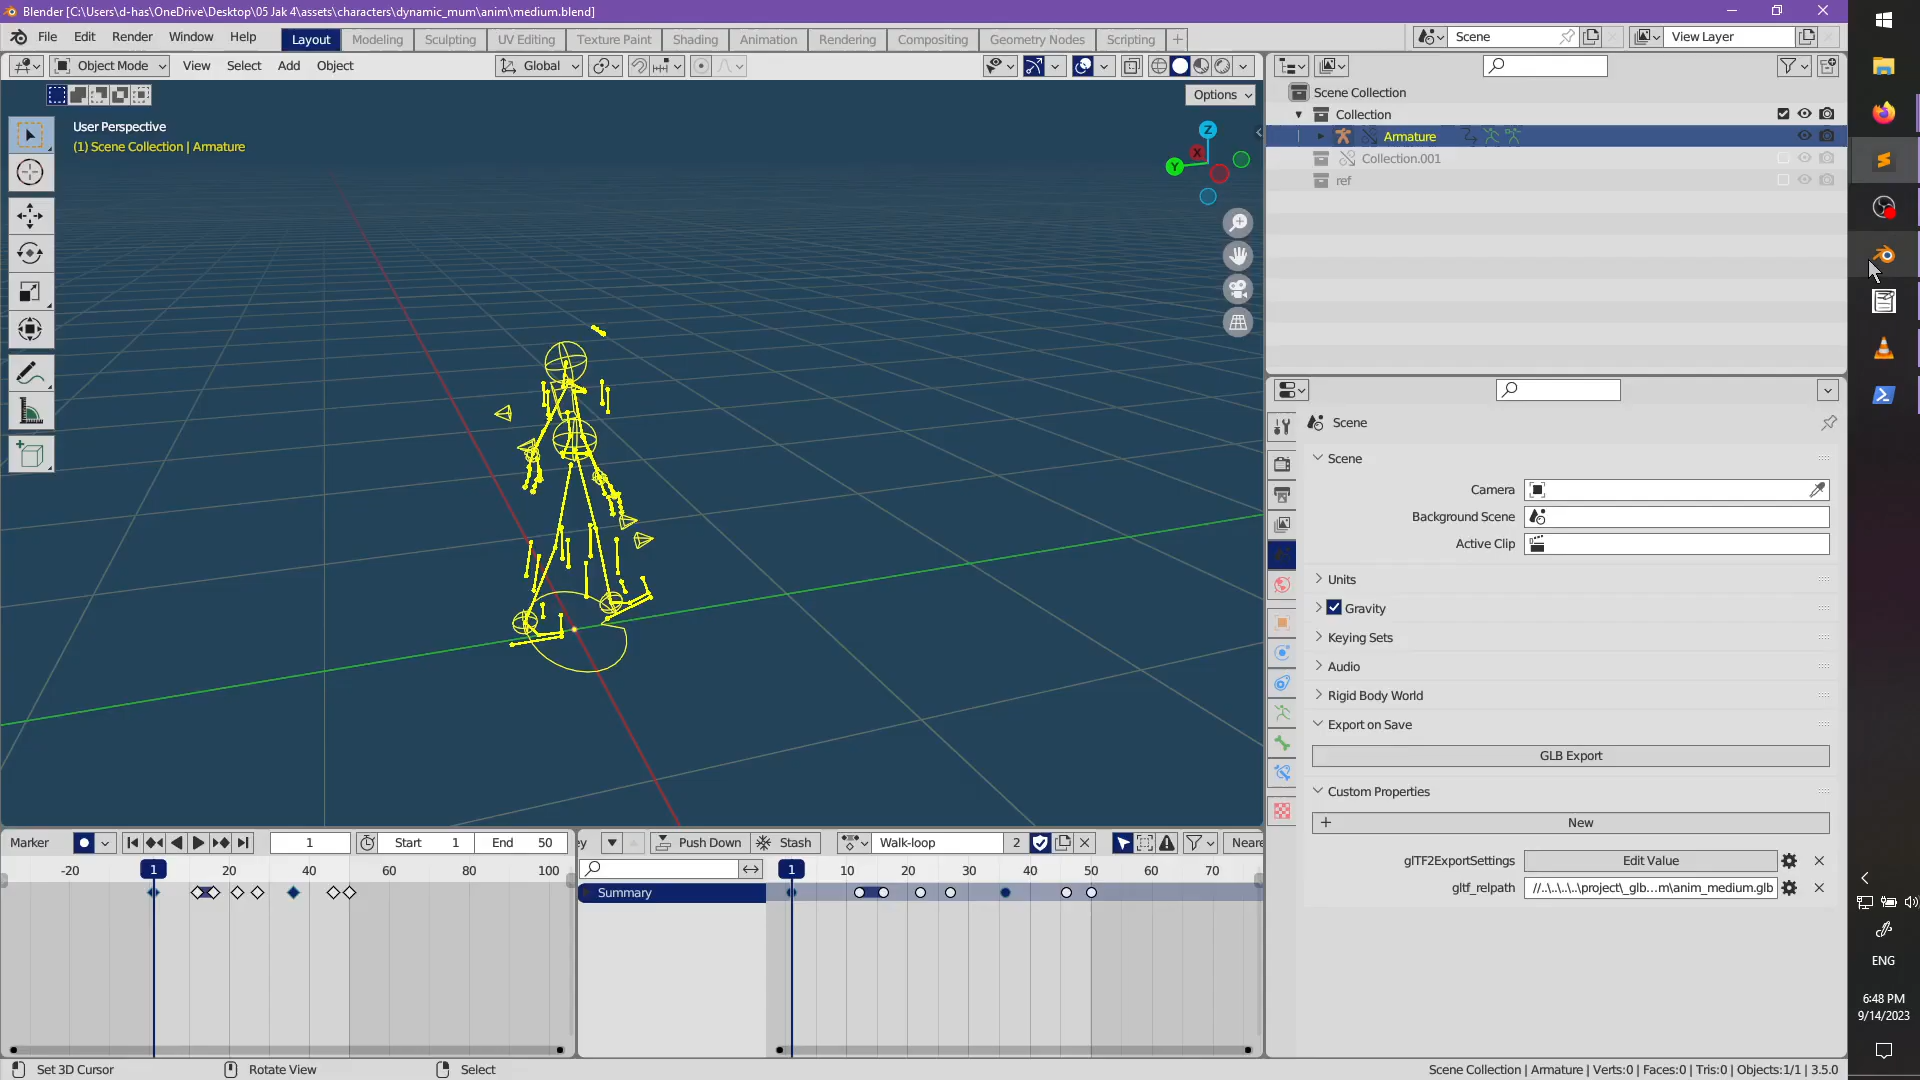 Blender [C:\Users\d-has\OneDrive\Desktop\05 Jak 4\assets\characters\dynamic_mum\anim\medium.blend]
File Edit Render Window Help Layout Modeling Sculpting UV Editing Texture Paint Shading Animation Rendering Compositing Geometry Nodes Scripting Scene View Layer
Object Mode View Select Add Object Global
Options
User Perspective
(1) Scene Collection | Armature
Z
X
Y
Scene Collection
Collection
Armature
Collection.001
ref
Scene
Scene
Camera
Background Scene
Active Clip
Units
Gravity
Keying Sets
Audio
Rigid Body World
Export on Save
GLB Export
Custom Properties
New
glTF2ExportSettings Edit Value
gltf_relpath //..\..\..\..\project\_glb...m\anim_medium.glb
Marker 1 Start 1 End 50
-20 1 20 40 60 80 100
ey Push Down Stash Walk-loop 2 Neare
1 10 20 30 40 50 60 70
Summary
Set 3D Cursor Rotate View Select
Scene Collection | Armature | Verts:0 | Faces:0 | Tris:0 | Objects:1/1 | 3.5.0
ENG
6:48 PM
9/14/2023